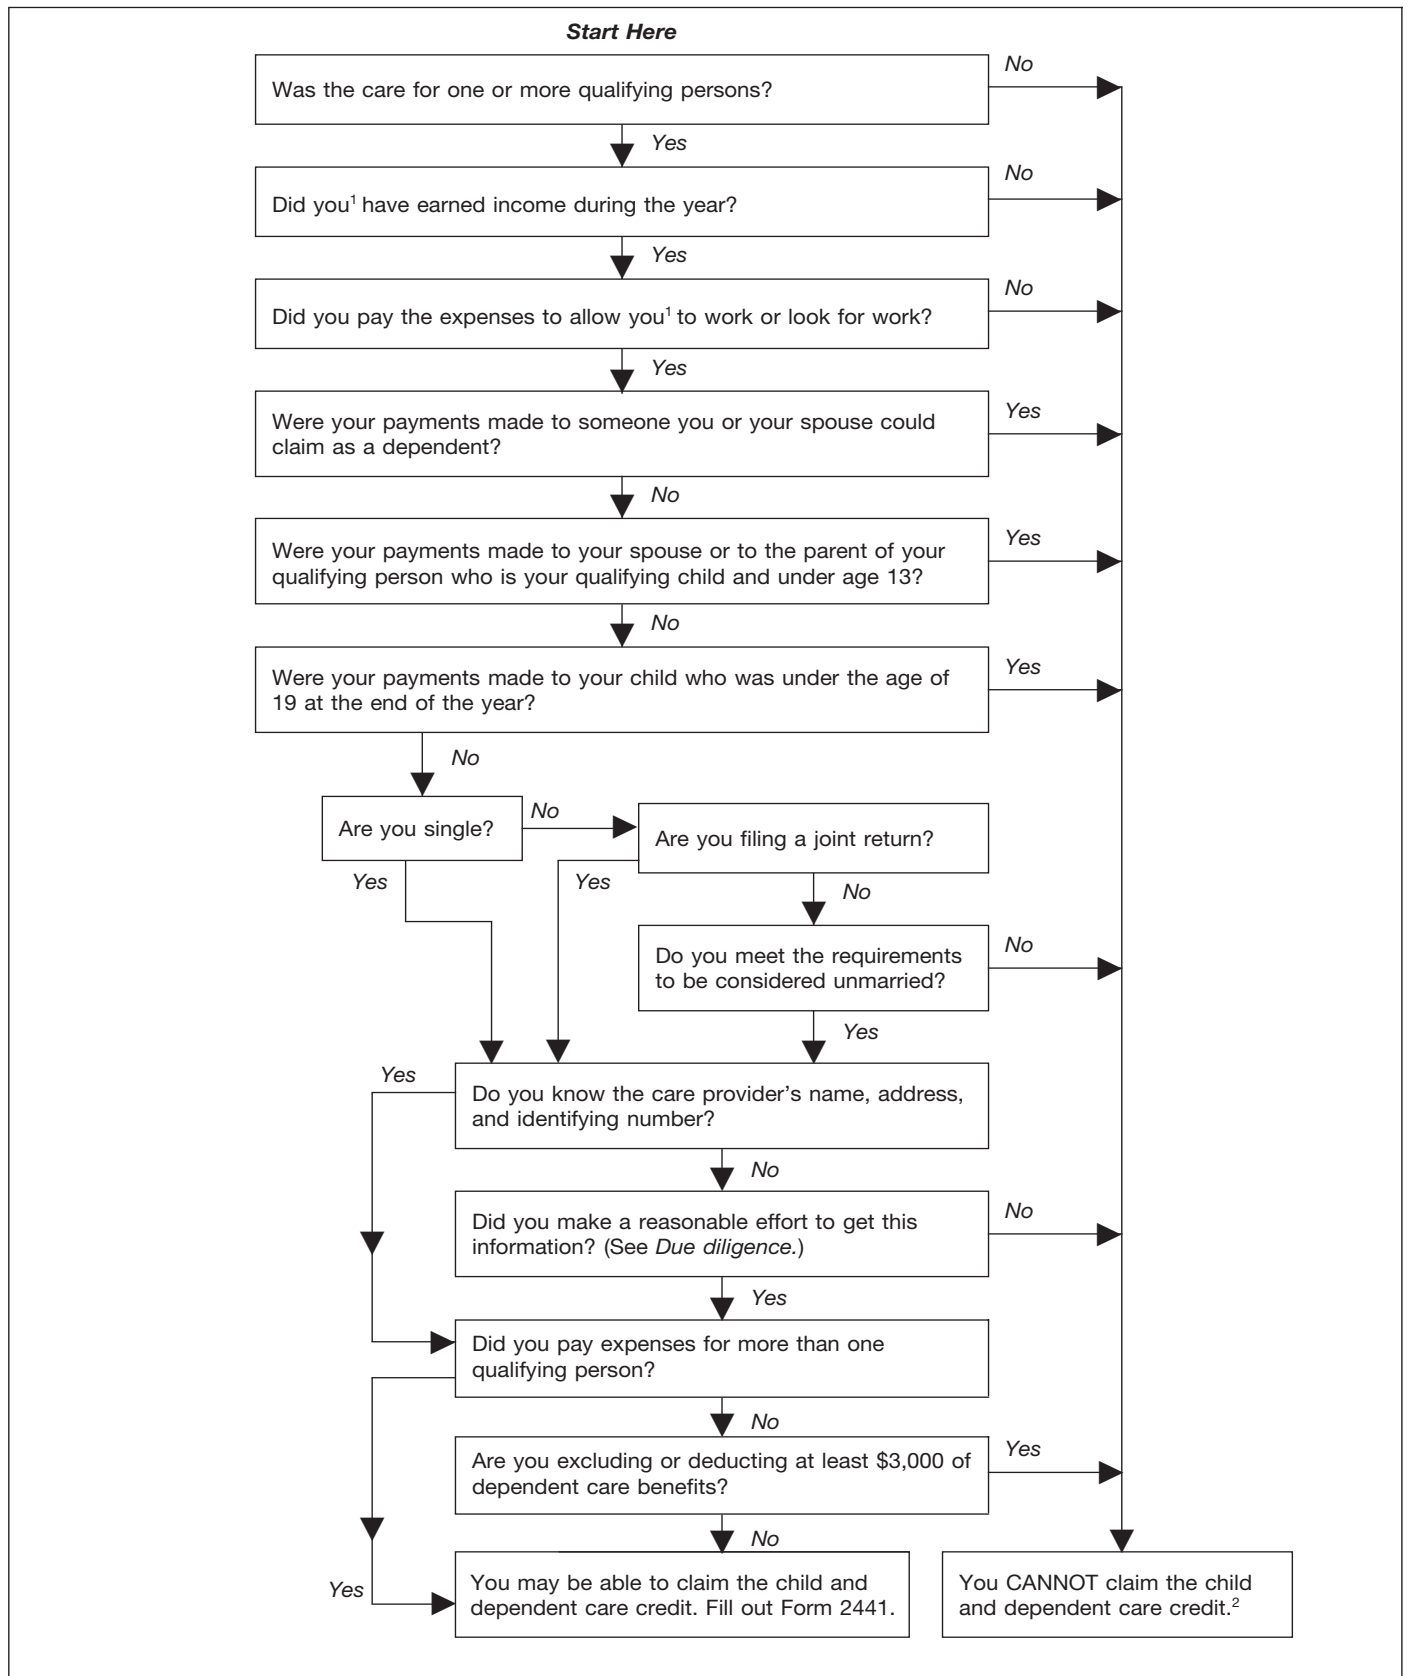 Start Here
Was the care for one or more qualifying persons?
No
Yes
Did you¹ have earned income during the year?
No
Yes
Did you pay the expenses to allow you¹ to work or look for work?
No
Yes
Were your payments made to someone you or your spouse could
claim as a dependent?
Yes
No
Were your payments made to your spouse or to the parent of your
qualifying person who is your qualifying child and under age 13?
Yes
No
Were your payments made to your child who was under the age of
19 at the end of the year?
Yes
No
Are you single?
No
Are you filing a joint return?
Yes
Yes
No
Do you meet the requirements
to be considered unmarried?
No
Yes
Yes
Do you know the care provider's name, address,
and identifying number?
No
Did you make a reasonable effort to get this
information? (See Due diligence.)
No
Yes
Did you pay expenses for more than one
qualifying person?
No
Are you excluding or deducting at least $3,000 of
dependent care benefits?
Yes
No
Yes
You may be able to claim the child and
dependent care credit. Fill out Form 2441.
You CANNOT claim the child
and dependent care credit.²